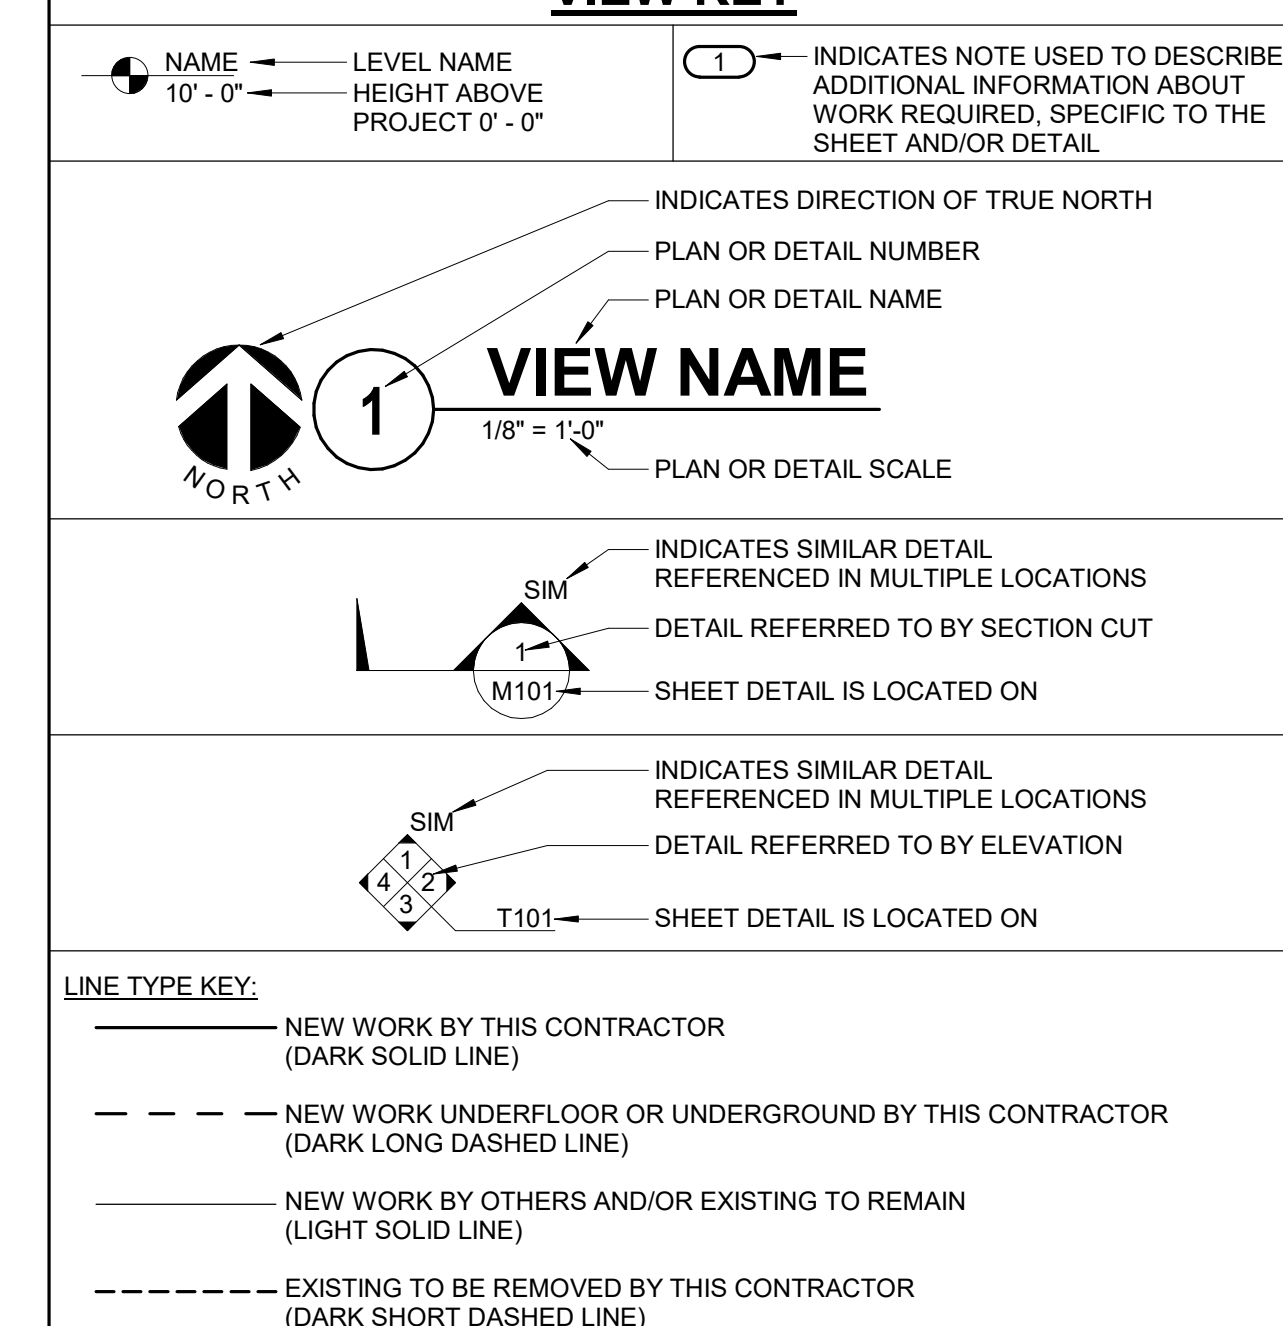 VIEW KEY
NAME
10' - 0"
LEVEL NAME
HEIGHT ABOVE
PROJECT 0' - 0"
1
INDICATES NOTE USED TO DESCRIBE
ADDITIONAL INFORMATION ABOUT
WORK REQUIRED, SPECIFIC TO THE
SHEET AND/OR DETAIL
INDICATES DIRECTION OF TRUE NORTH
PLAN OR DETAIL NUMBER
PLAN OR DETAIL NAME
NORTH
1
VIEW NAME
1/8" = 1'-0"
PLAN OR DETAIL SCALE
INDICATES SIMILAR DETAIL
REFERENCED IN MULTIPLE LOCATIONS
SIM
DETAIL REFERRED TO BY SECTION CUT
1
M101
SHEET DETAIL IS LOCATED ON
INDICATES SIMILAR DETAIL
REFERENCED IN MULTIPLE LOCATIONS
SIM
DETAIL REFERRED TO BY ELEVATION
1
4 2
3
T101
SHEET DETAIL IS LOCATED ON
LINE TYPE KEY:
NEW WORK BY THIS CONTRACTOR
(DARK SOLID LINE)
NEW WORK UNDERFLOOR OR UNDERGROUND BY THIS CONTRACTOR
(DARK LONG DASHED LINE)
NEW WORK BY OTHERS AND/OR EXISTING TO REMAIN
(LIGHT SOLID LINE)
EXISTING TO BE REMOVED BY THIS CONTRACTOR
(DARK SHORT DASHED LINE)